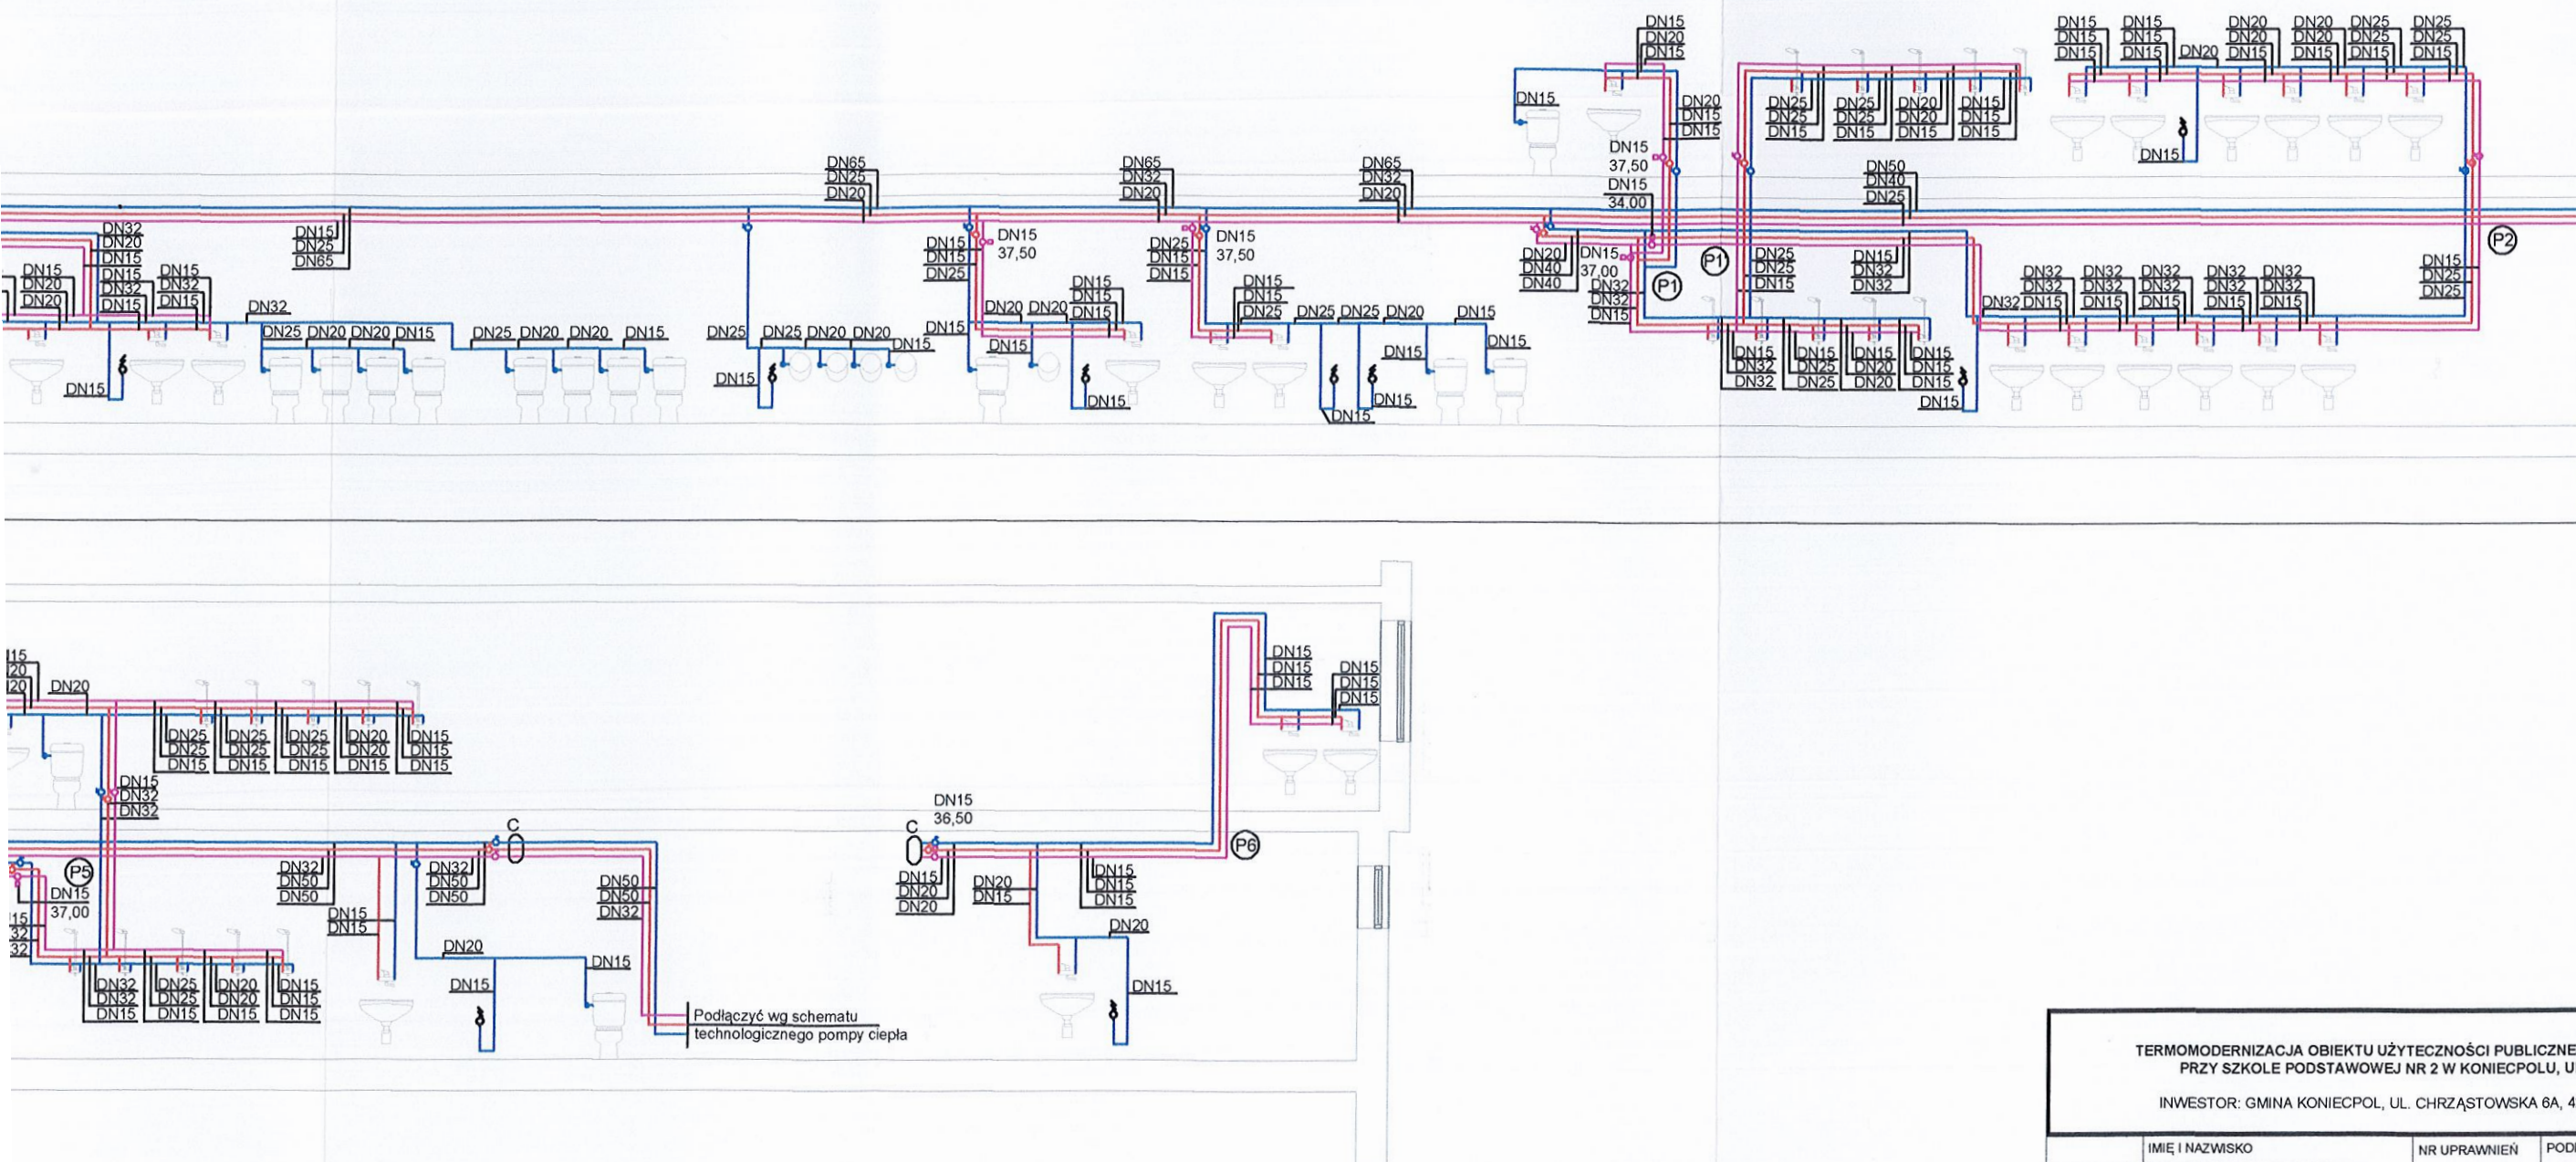 DN15
DN20
DN15
DN15
DN15
DN15
DN15
DN15
DN15
DN20
DN20
DN20
DN15
DN20
DN20
DN15
DN25
DN25
DN15
DN25
DN25
DN15
DN15
DN20
DN15
DN15
DN25
DN25
DN15
DN25
DN25
DN15
DN20
DN20
DN15
DN15
DN15
DN15
DN15
DN15
37,50
DN15
34.00
DN65
DN25
DN20
DN65
DN32
DN20
DN65
DN32
DN20
DN50
DN40
DN25
DN32
DN20
DN15
DN15
DN25
DN65
DN15
DN15
DN25
DN15
37,50
DN25
DN15
DN15
DN15
37,50
DN20
DN40
DN40
DN15
37,00
P1
P1
P2
DN25
DN25
DN15
DN15
DN32
DN32
DN15
DN25
DN25
DN15
DN20
DN20
DN15
DN32
DN15
DN15
DN32
DN15
DN32
DN15
DN20
DN20
DN15
DN15
DN15
DN15
DN15
DN25
DN32
DN32
DN15
DN32
DN32
DN32
DN15
DN32
DN32
DN15
DN32
DN32
DN15
DN32
DN32
DN15
DN32
DN32
DN15
DN25
DN20
DN20
DN15
DN25
DN20
DN20
DN15
DN25
DN25
DN20
DN20
DN15
DN15
DN15
DN25
DN25
DN20
DN15
DN15
DN15
DN15
DN15
DN15
DN15
DN15
DN15
DN15
DN32
DN15
DN25
DN25
DN15
DN20
DN20
DN15
DN15
DN15
DN15
DN20
DN25
DN25
DN15
DN25
DN25
DN15
DN25
DN25
DN15
DN20
DN20
DN15
DN15
DN15
DN15
DN15
DN32
DN32
DN15
DN15
DN15
DN15
DN15
DN15
C
C
DN15
36,50
P5
P6
DN15
37,00
DN32
DN50
DN50
DN32
DN50
DN50
DN50
DN50
DN32
DN15
DN20
DN20
DN20
DN15
DN15
DN15
DN15
DN15
DN15
DN20
DN15
DN15
DN20
DN15
DN32
DN32
DN15
DN25
DN25
DN15
DN20
DN20
DN15
DN15
DN15
DN15
Podłączyć wg schematu
technologicznego pompy ciepła
TERMOMODERNIZACJA OBIEKTU UŻYTECZNOŚCI PUBLICZNE
PRZY SZKOLE PODSTAWOWEJ NR 2 W KONIECPOLU, U
INWESTOR: GMINA KONIECPOL, UL. CHRZĄSTOWSKA 6A, 4
IMIĘ I NAZWISKO
NR UPRAWNIEŃ
POD